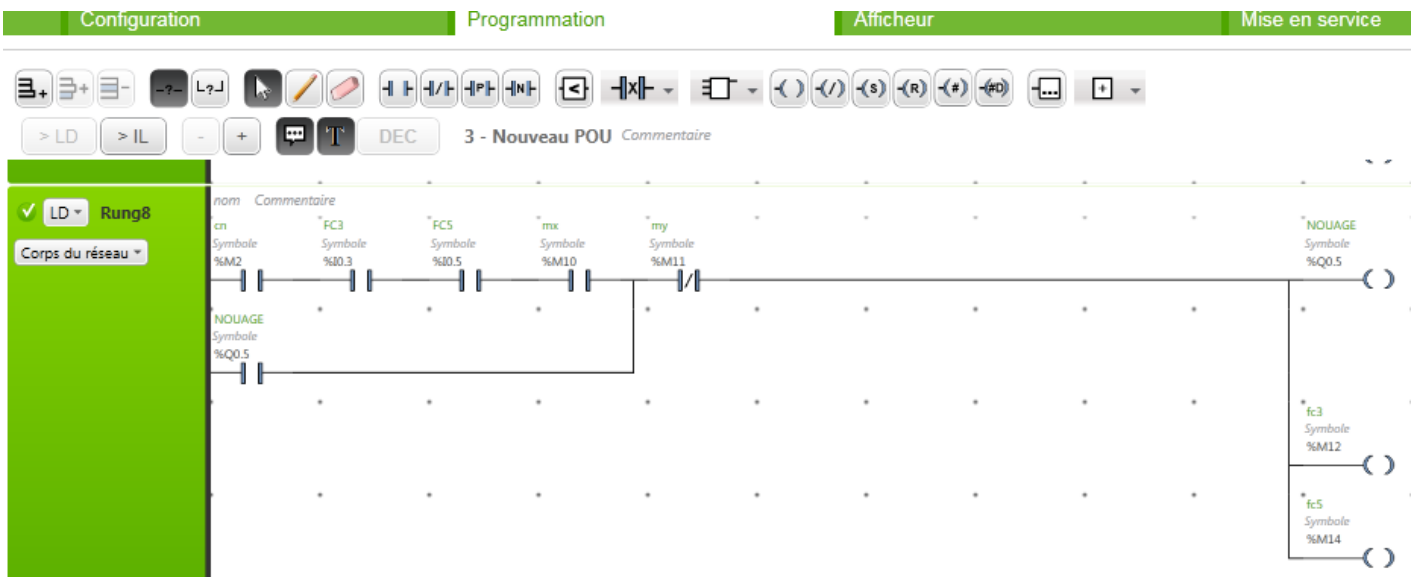 Configuration Programmation Afficheur Mise en service
> LD > IL - + T DEC 3 - Nouveau POU Commentaire
LD Rung8
Corps du réseau
nom Commentaire
cn FC3 FC5 mx my NOUAGE
Symbole Symbole Symbole Symbole Symbole Symbole
%M2 %I0.3 %I0.5 %M10 %M11 %Q0.5
NOUAGE
Symbole
%Q0.5
fc3
Symbole
%M12
fc5
Symbole
%M14